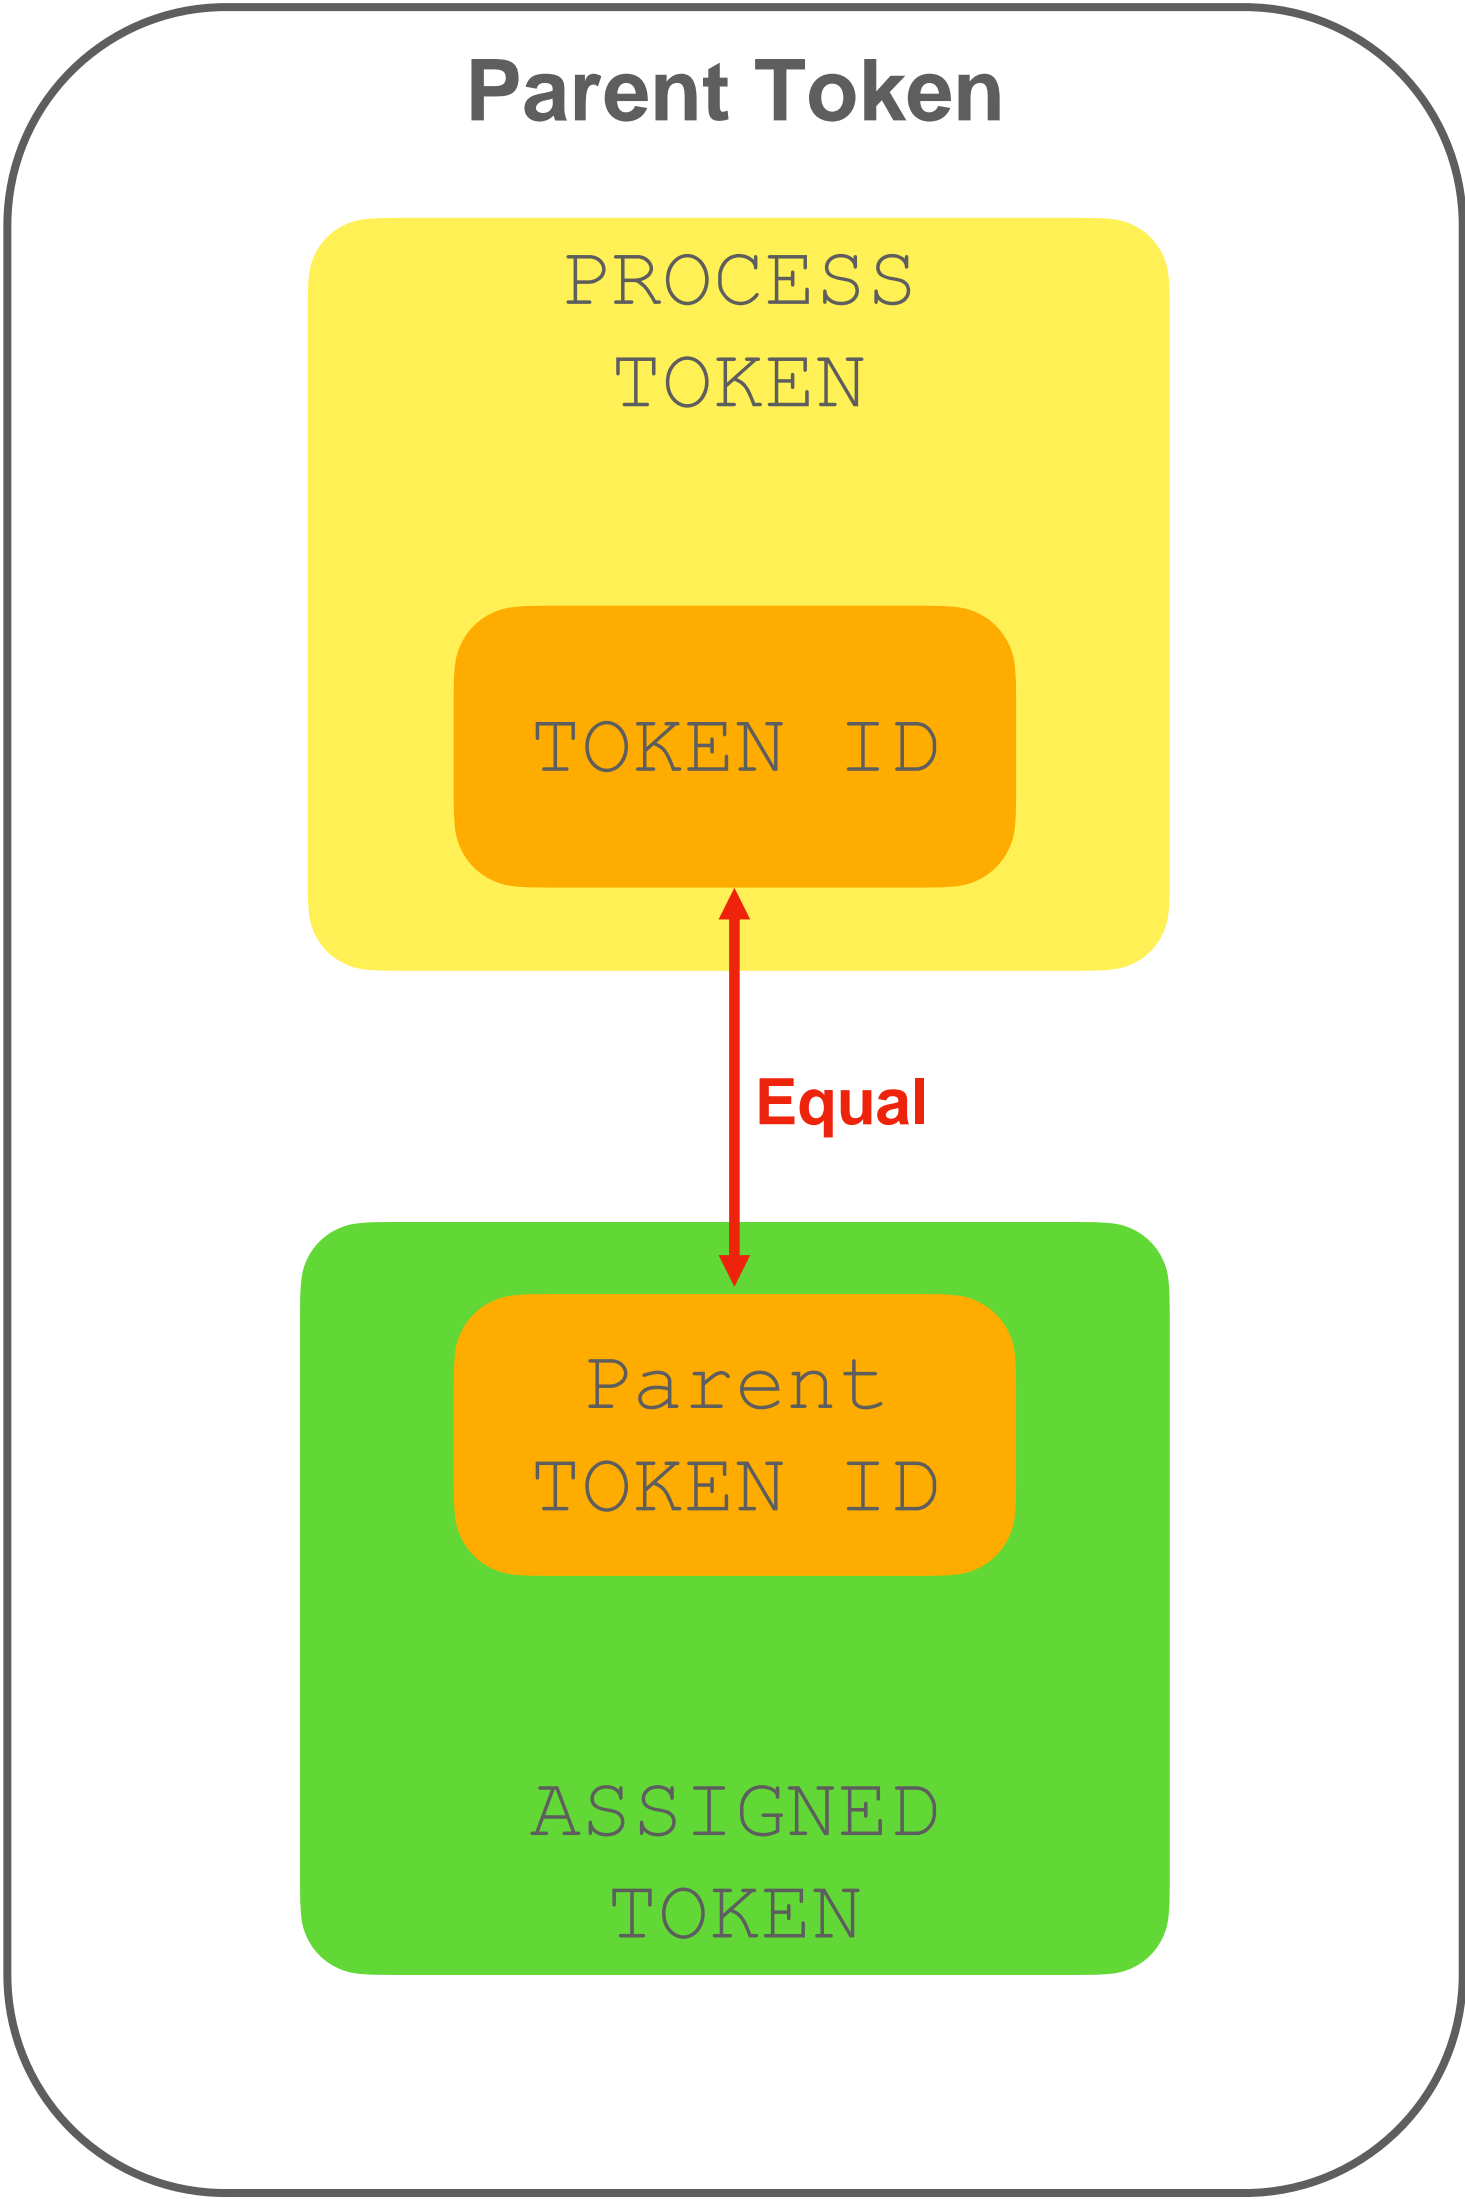 Parent Token
PROCESS
TOKEN
TOKEN ID
Equal
Parent
TOKEN ID
ASSIGNED
TOKEN